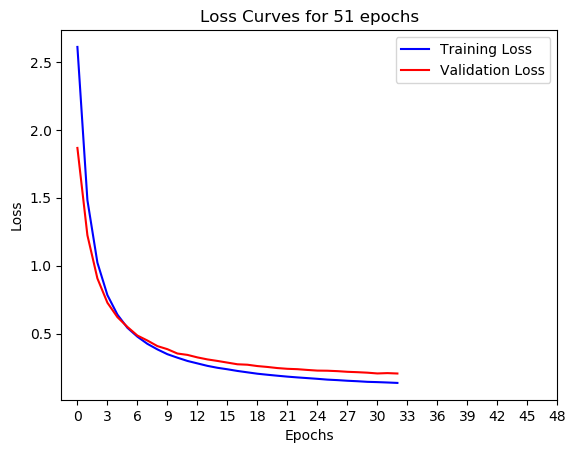 Loss Curves for 51 epochs
Training Loss
Validation Loss
2.5
2.0
1.5
1.0
0.5
Loss
0 3 6 9 12 15 18 21 24 27 30 33 36 39 42 45 48
Epochs